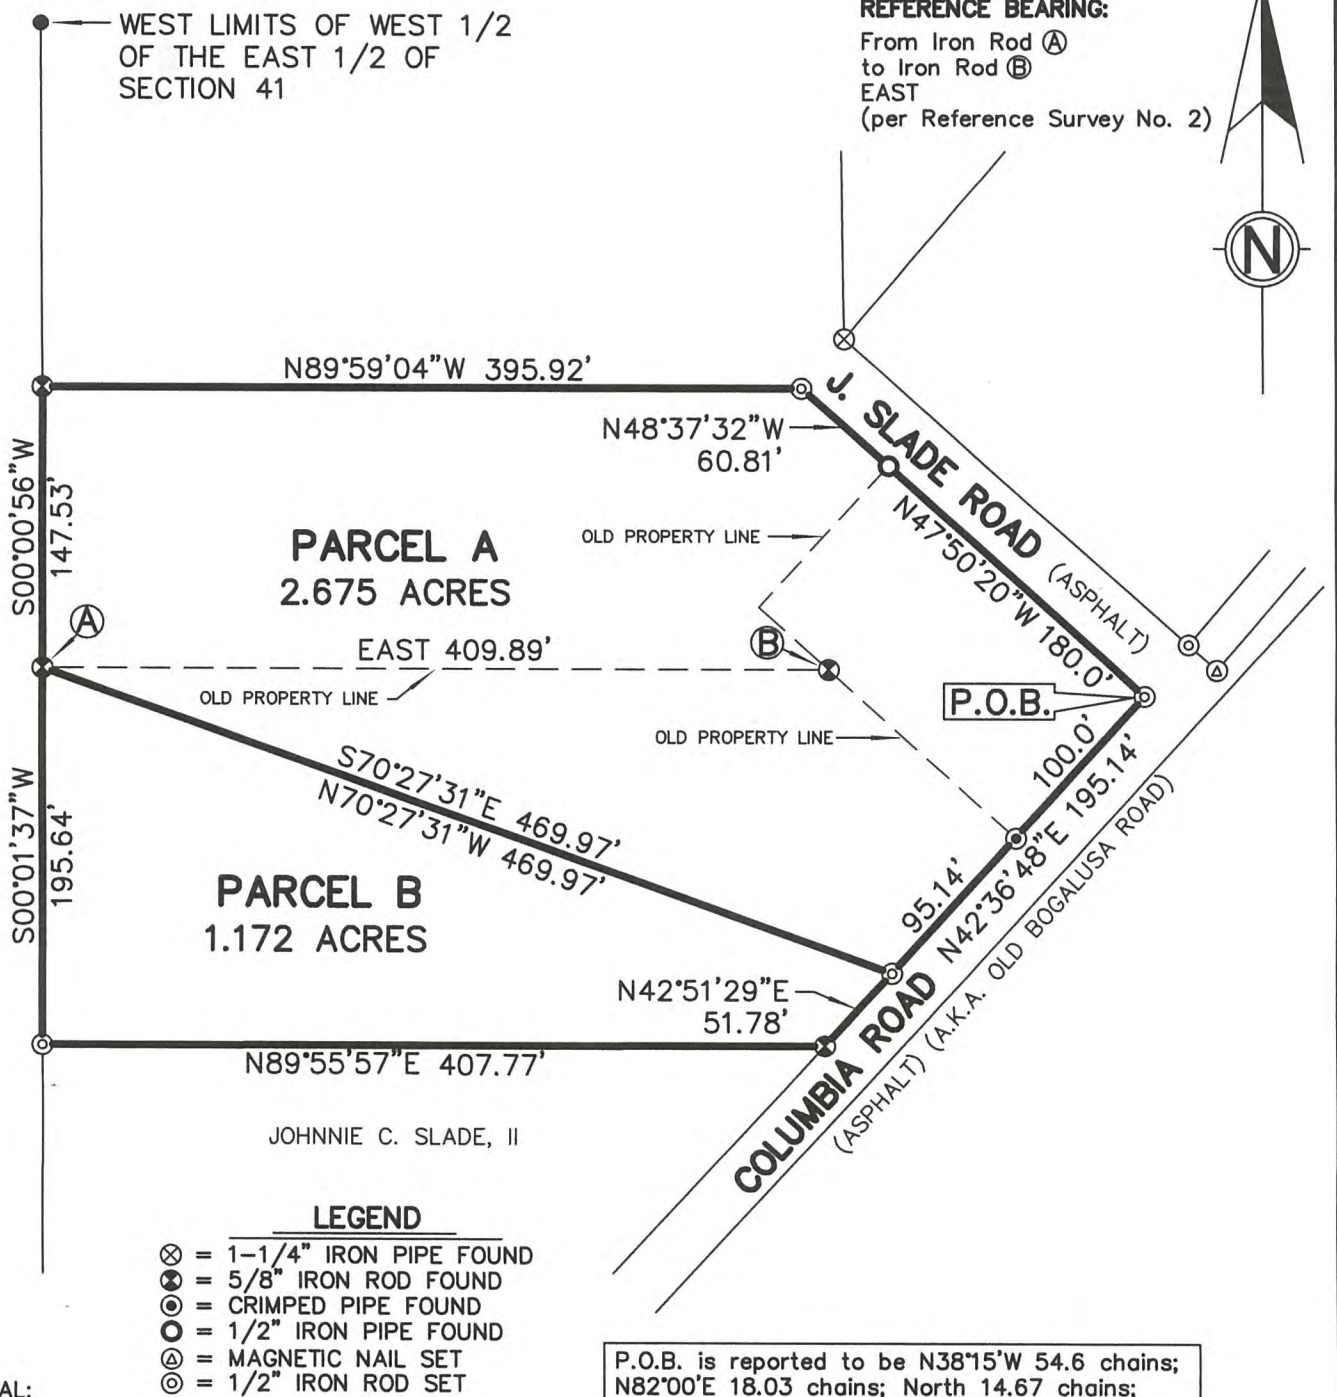 WEST LIMITS OF WEST 1/2
OF THE EAST 1/2 OF
SECTION 41
REFERENCE BEARING:
From Iron Rod Ⓐ
to Iron Rod Ⓑ
EAST
(per Reference Survey No. 2)
N
N89°59'04"W 395.92'
J. SLADE ROAD
(ASPHALT)
N48°37'32"W
60.81'
S00°00'56"W
147.53'
OLD PROPERTY LINE
N47°50'20"W 180.0'
PARCEL A
2.675 ACRES
A
EAST 409.89'
B
OLD PROPERTY LINE
P.O.B.
OLD PROPERTY LINE
100.0'
S70°27'31"E 469.97'
N70°27'31"W 469.97'
S00°01'37"W
195.64'
95.14'
N42°36'48"E 195.14'
PARCEL B
1.172 ACRES
N42°51'29"E
51.78'
COLUMBIA ROAD
(ASPHALT) (A.K.A. OLD BOGALUSA ROAD)
N89°55'57"E 407.77'
JOHNNIE C. SLADE, II
LEGEND
= 1-1/4" IRON PIPE FOUND
= 5/8" IRON ROD FOUND
= CRIMPED PIPE FOUND
= 1/2" IRON PIPE FOUND
= MAGNETIC NAIL SET
= 1/2" IRON ROD SET
AL:
P.O.B. is reported to be N38°15'W 54.6 chains;
N82°00'E 18.03 chains; North 14.67 chains;